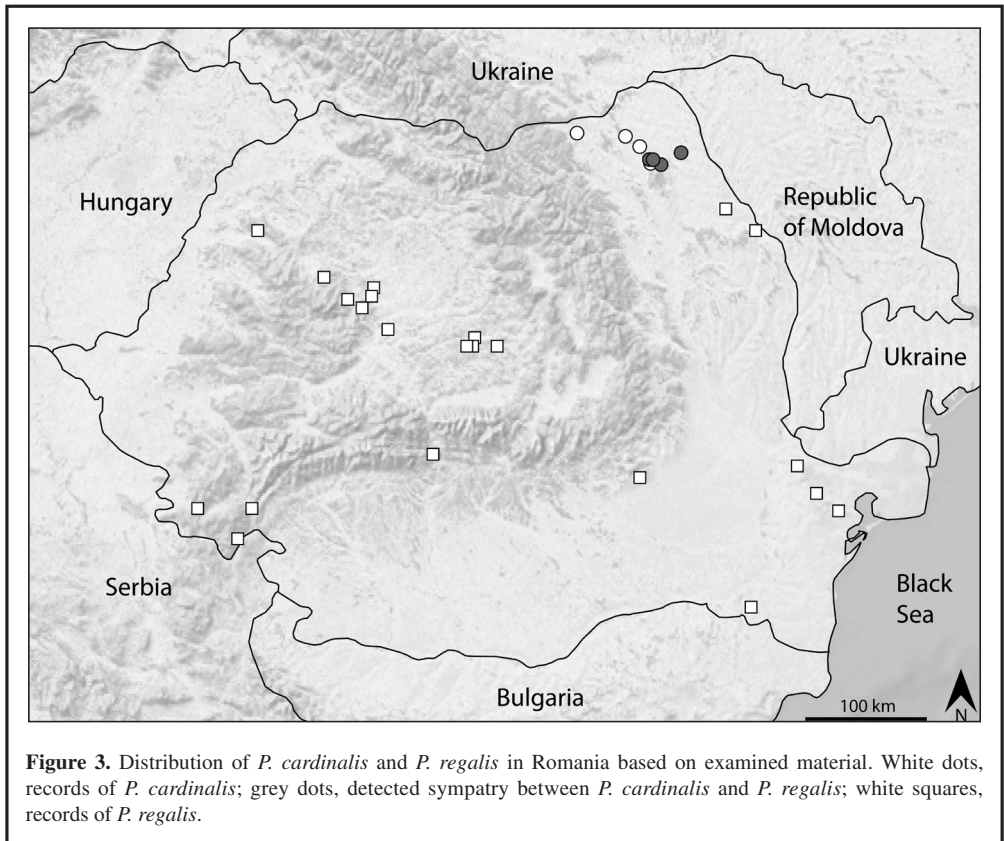 Ukraine
Hungary
Republic
of Moldova
Ukraine
Serbia
Black
Sea
Bulgaria
100 km
N
Figure 3. Distribution of P. cardinalis and P. regalis in Romania based on examined material. White dots,
records of P. cardinalis; grey dots, detected sympatry between P. cardinalis and P. regalis; white squares,
records of P. regalis.